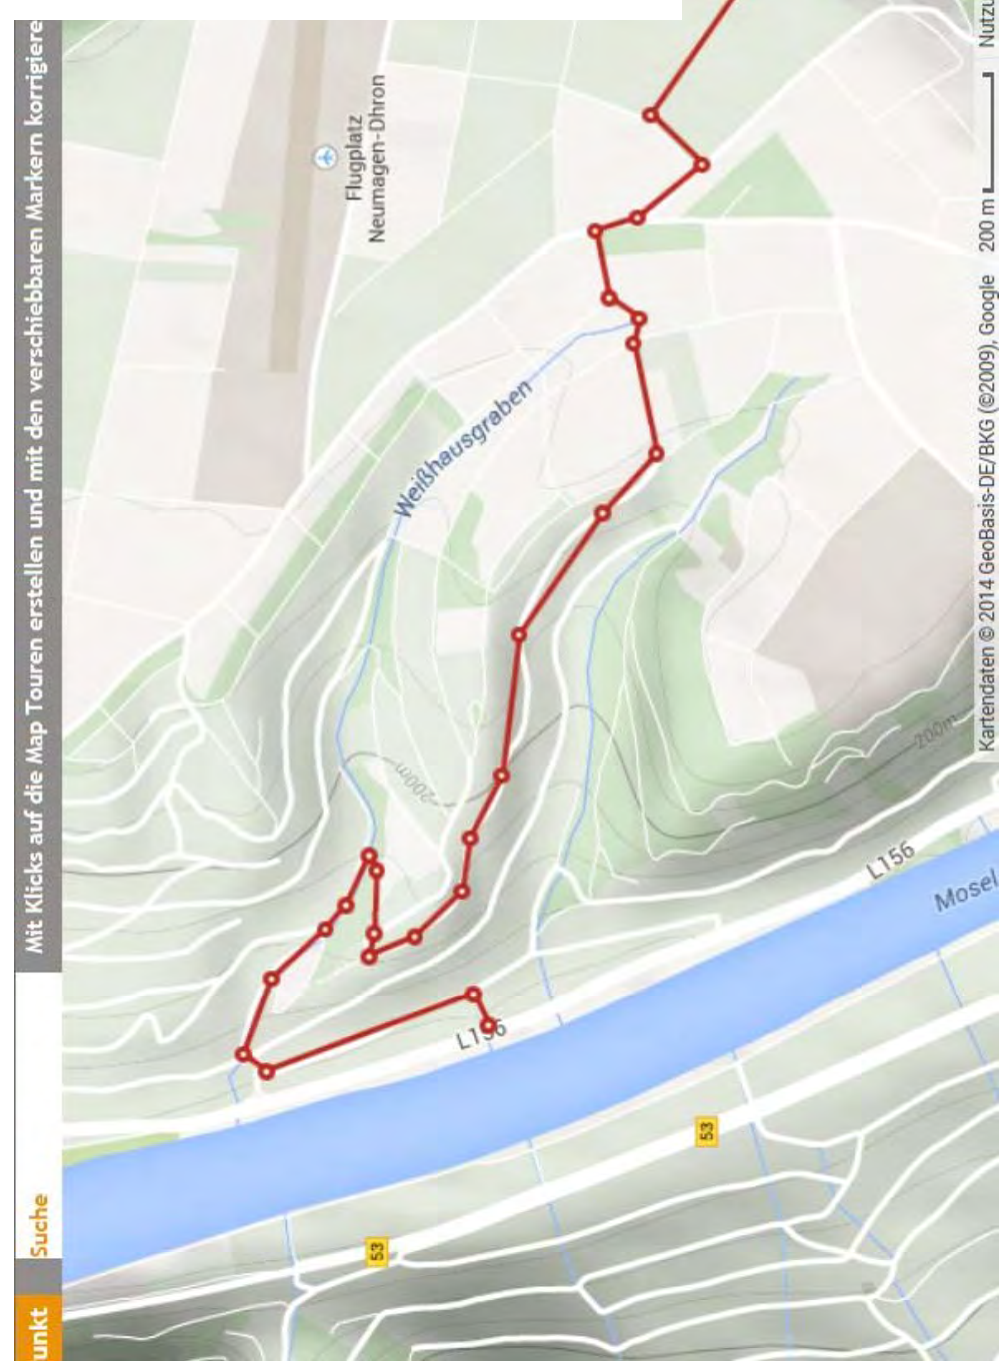 unkt
Suche
Mit Klicks auf die Map Touren erstellen und mit den verschiebbaren Markern korrigiere
Flugplatz
Neumagen-Dhron
Weißhausgraben
200m
200m
L156
L156
Mosel
53
53
Kartendaten © 2014 GeoBasis-DE/BKG (©2009), Google 200 m Nutzu